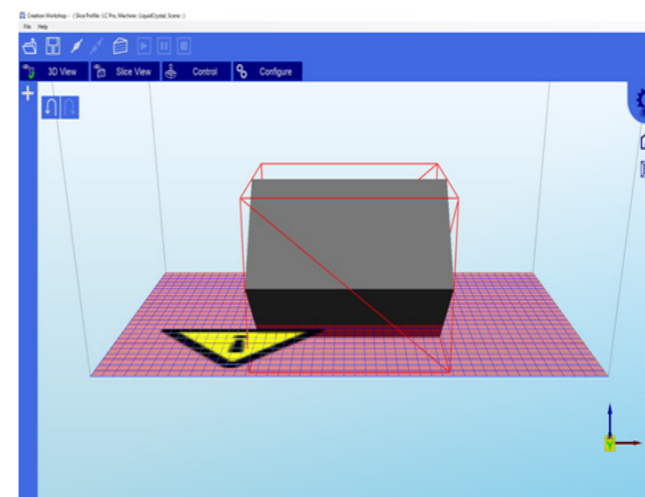 Creation Workshop - ( Slice Profile: LC Pro, Machine: LiquidCrystal, Scene: )
File Help
3D View Slice View Control Configure
Y